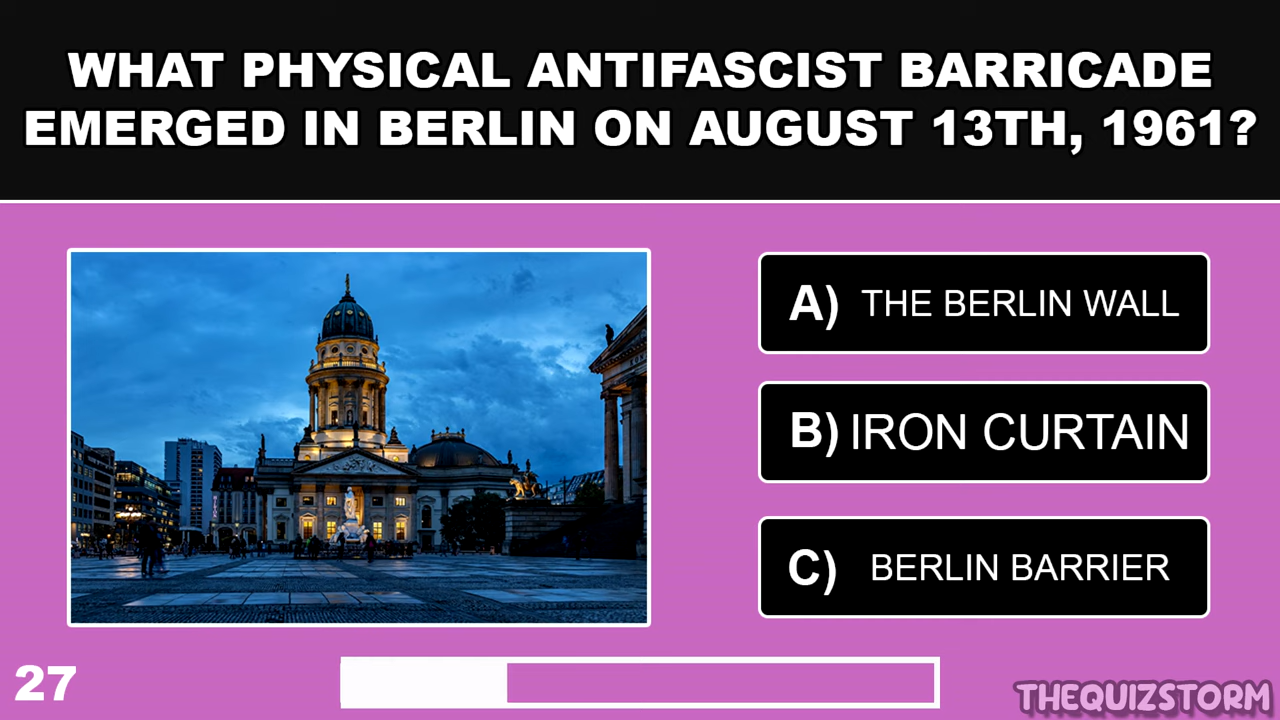 WHAT PHYSICAL ANTIFASCIST BARRICADE
EMERGED IN BERLIN ON AUGUST 13TH, 1961?
A) THE BERLIN WALL
B) IRON CURTAIN
C) BERLIN BARRIER
27
THEQUIZSTORM